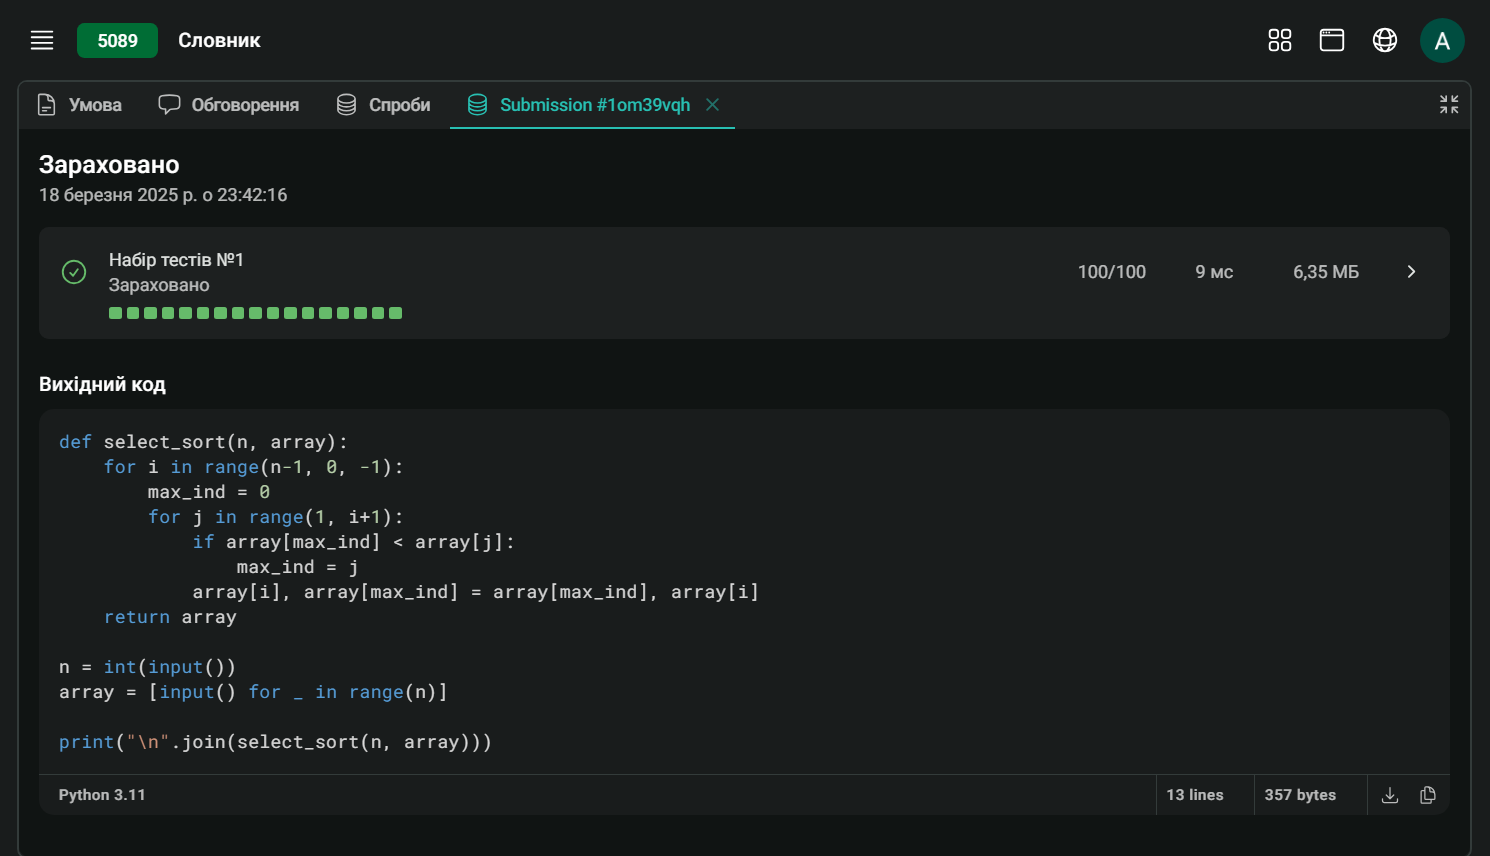 5089 Словник
A
Умова Обговорення Спроби Submission #1om39vqh
Зараховано
18 березня 2025 р. о 23:42:16
Набір тестів №1
Зараховано
100/100 9 мс 6,35 МБ
Вихідний код
def select_sort(n, array):
    for i in range(n-1, 0, -1):
        max_ind = 0
        for j in range(1, i+1):
            if array[max_ind] < array[j]:
                max_ind = j
            array[i], array[max_ind] = array[max_ind], array[i]
    return array

n = int(input())
array = [input() for _ in range(n)]

print("\n".join(select_sort(n, array)))
Python 3.11 13 lines 357 bytes